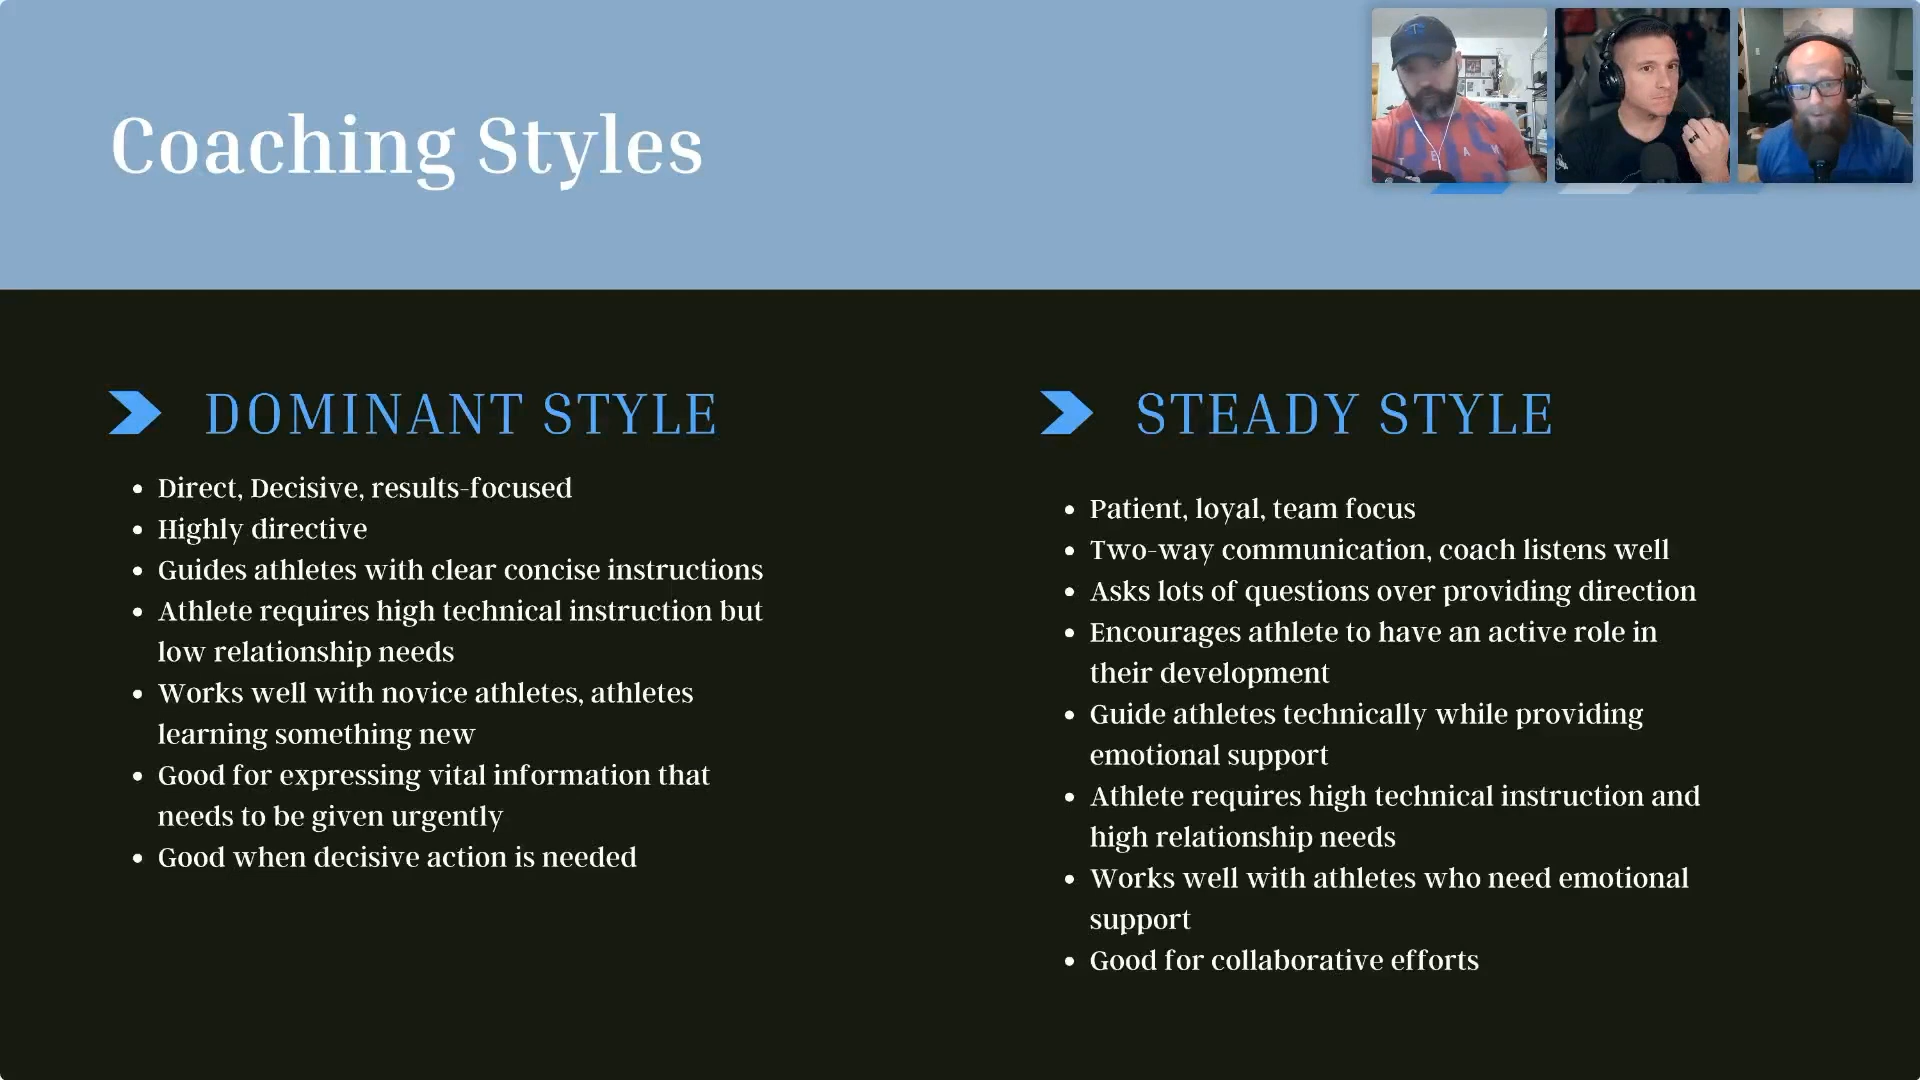 Coaching Styles
DOMINANT STYLE
Direct, Decisive, results-focused
Highly directive
Guides athletes with clear concise instructions
Athlete requires high technical instruction but
low relationship needs
Works well with novice athletes, athletes
learning something new
Good for expressing vital information that
needs to be given urgently
Good when decisive action is needed
STEADY STYLE
Patient, loyal, team focus
Two-way communication, coach listens well
Asks lots of questions over providing direction
Encourages athlete to have an active role in
their development
Guide athletes technically while providing
emotional support
Athlete requires high technical instruction and
high relationship needs
Works well with athletes who need emotional
support
Good for collaborative efforts
TEAM